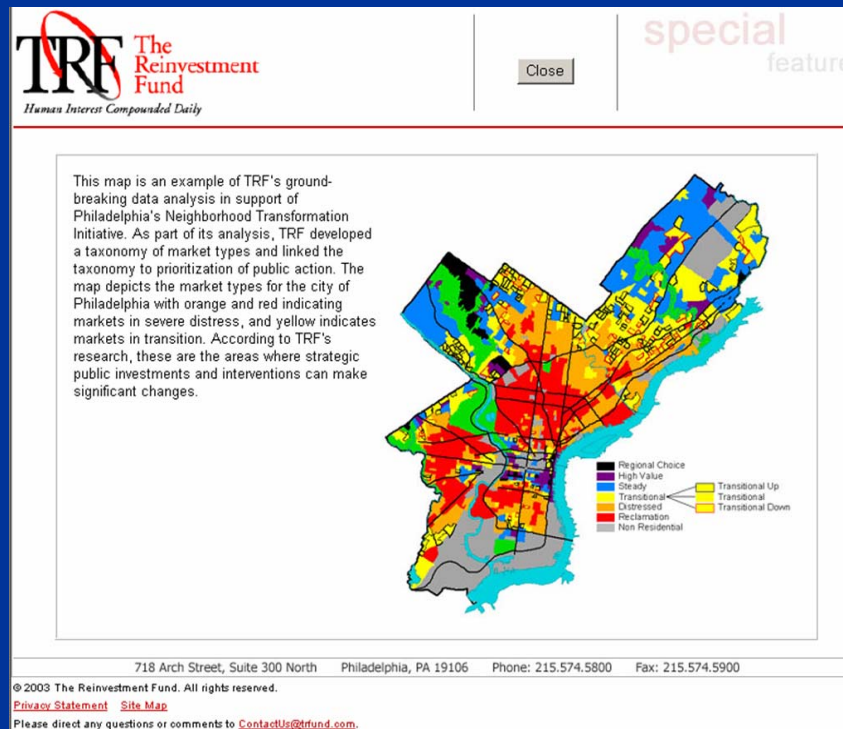 TRF The
Reinvestment
Fund
Human Interest Compounded Daily
Close
special
feature
This map is an example of TRF's ground-
breaking data analysis in support of
Philadelphia's Neighborhood Transformation
Initiative. As part of its analysis, TRF developed
a taxonomy of market types and linked the
taxonomy to prioritization of public action. The
map depicts the market types for the city of
Philadelphia with orange and red indicating
markets in severe distress, and yellow indicates
markets in transition. According to TRF's
research, these are the areas where strategic
public investments and interventions can make
significant changes.
Regional Choice
High Value
Steady
Transitional
Distressed
Reclamation
Non Residential
Transitional Up
Transitional
Transitional Down
718 Arch Street, Suite 300 North Philadelphia, PA 19106 Phone: 215.574.5800 Fax: 215.574.5900
© 2003 The Reinvestment Fund. All rights reserved.
Privacy Statement Site Map
Please direct any questions or comments to ContactUs@trfund.com.